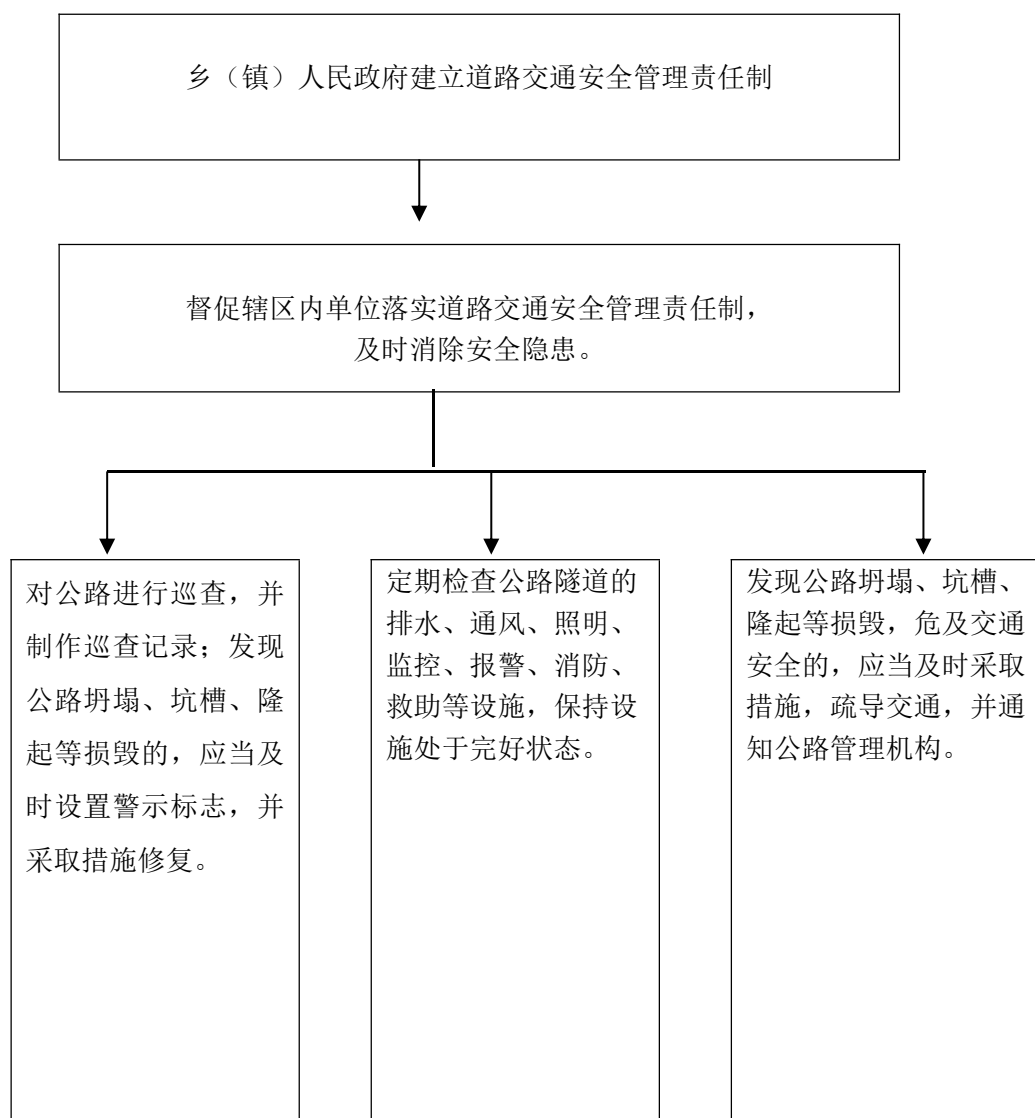 乡（镇）人民政府建立道路交通安全管理责任制
督促辖区内单位落实道路交通安全管理责任制，
及时消除安全隐患。
对公路进行巡查，并
制作巡查记录；发现
公路坍塌、坑槽、隆
起等损毁的，应当及
时设置警示标志，并
采取措施修复。
定期检查公路隧道的
排水、通风、照明、
监控、报警、消防、
救助等设施，保持设
施处于完好状态。
发现公路坍塌、坑槽、
隆起等损毁，危及交通
安全的，应当及时采取
措施，疏导交通，并通
知公路管理机构。